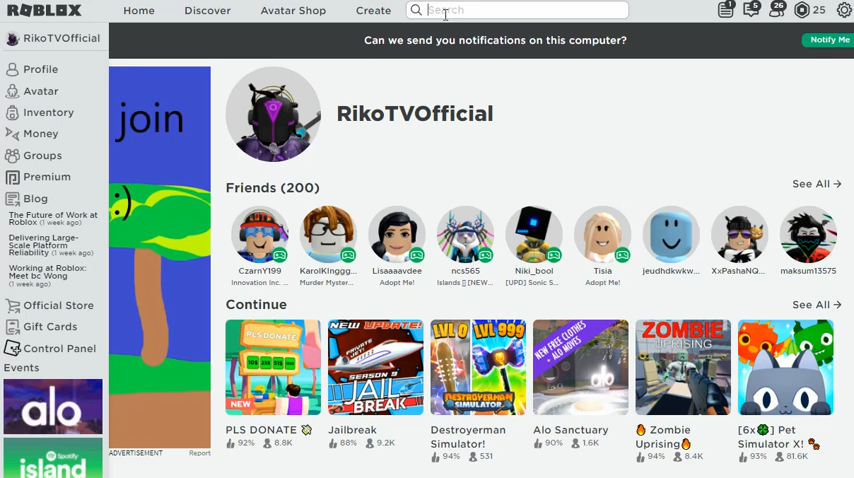 ROBLOX
Home
Discover
Avatar Shop
Create
Search
1
5
26
25
RikoTVOfficial
Can we send you notifications on this computer?
Notify Me
Profile
Avatar
Inventory
Money
Groups
Premium
Blog
The Future of Work at
Roblox (1 week ago)
Delivering Large-
Scale Platform
Reliability (1 week ago)
Working at Roblox:
Meet bc Wong
(1 week ago)
Official Store
Gift Cards
Control Panel
Events
alo
Spotify
island
join
ADVERTISEMENT
Report
RikoTVOfficial
Friends (200)
See All →
CzarnY199
Innovation Inc. ...
KarolKInggg...
Murder Myster...
Lisaaaavdee
Adopt Me!
ncs565
Islands [] [NEW...
Niki_bool
[UPD] Sonic S...
Tisia
Adopt Me!
jeudhdkwkw...
XxPashaNQ...
maksum13575
Continue
See All →
PLS DONATE
NEW
PLS DONATE
92% 8.8K
NEW UPDATE!
SEASON 9
JAIL
BREAK
Jailbreak
88% 9.2K
LVL 0 LVL 999
DESTROYERMAN
SIMULATOR
Destroyerman
Simulator!
94% 531
NEW FREE CLOTHES
+ ALO MOVES
alo
Alo Sanctuary
90% 1.6K
ZOMBIE
UPRISING
🔥 Zombie
Uprising🔥
94% 8.4K
[6x🍀] Pet
Simulator X! 🐾
93% 81.6K